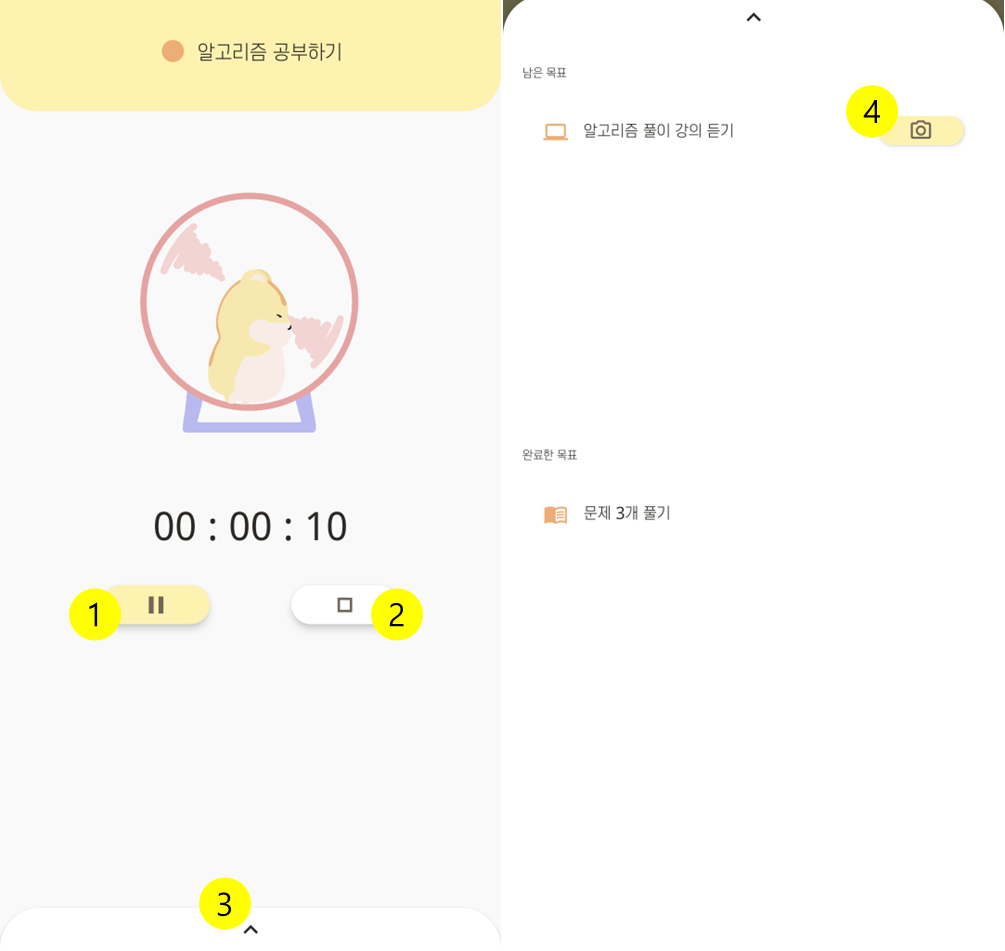 알고리즘 공부하기
00 : 00 : 10
1
2
3
남은 목표
4
알고리즘 풀이 강의 듣기
완료한 목표
문제 3개 풀기